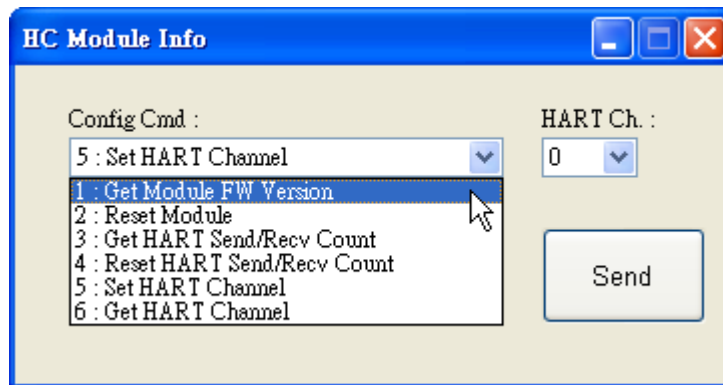 HC Module Info
Config Cmd :
HART Ch. :
5 : Set HART Channel
0
1 : Get Module FW Version
2 : Reset Module
3 : Get HART Send/Recv Count
4 : Reset HART Send/Recv Count
5 : Set HART Channel
6 : Get HART Channel
Send